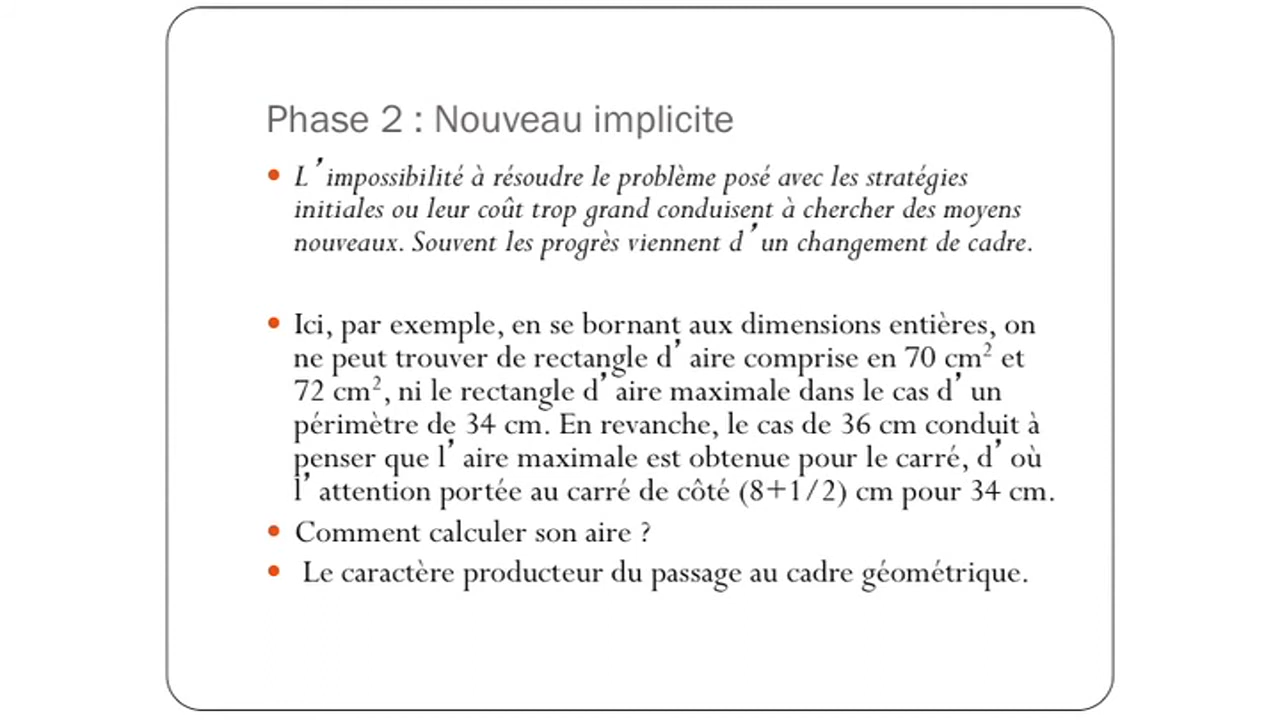 Phase 2 : Nouveau implicite
• L’impossibilité à résoudre le problème posé avec les stratégies
initiales ou leur coût trop grand conduisent à chercher des moyens
nouveaux. Souvent les progrès viennent d’un changement de cadre.
• Ici, par exemple, en se bornant aux dimensions entières, on
ne peut trouver de rectangle d’ aire comprise en 70 cm² et
72 cm², ni le rectangle d’ aire maximale dans le cas d’ un
périmètre de 34 cm. En revanche, le cas de 36 cm conduit à
penser que l’ aire maximale est obtenue pour le carré, d’ où
l’ attention portée au carré de côté (8+1/2) cm pour 34 cm.
• Comment calculer son aire ?
• Le caractère producteur du passage au cadre géométrique.